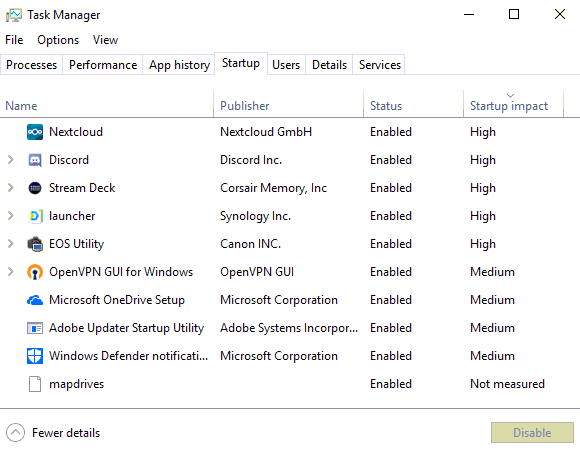 Task Manager
File Options View
Processes Performance App history Startup Users Details Services
Name Publisher Status Startup impact
Nextcloud Nextcloud GmbH Enabled High
Discord Discord Inc. Enabled High
Stream Deck Corsair Memory, Inc Enabled High
launcher Synology Inc. Enabled High
EOS Utility Canon INC. Enabled High
OpenVPN GUI for Windows OpenVPN GUI Enabled Medium
Microsoft OneDrive Setup Microsoft Corporation Enabled Medium
Adobe Updater Startup Utility Adobe Systems Incorpor... Enabled Medium
Windows Defender notificati... Microsoft Corporation Enabled Medium
mapdrives Enabled Not measured
Fewer details Disable